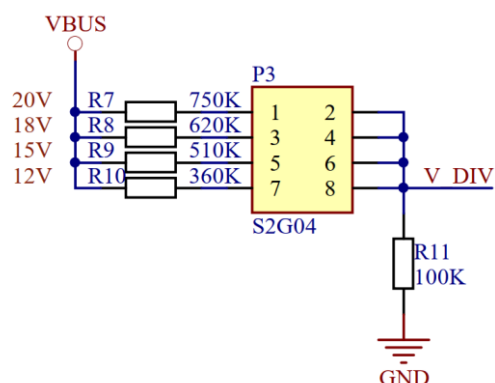 VBUS
P3
20V R7 750K 1 2
18V R8 620K 3 4
15V R9 510K 5 6
12V R10 360K 7 8 V DIV
S2G04
R11
100K
GND